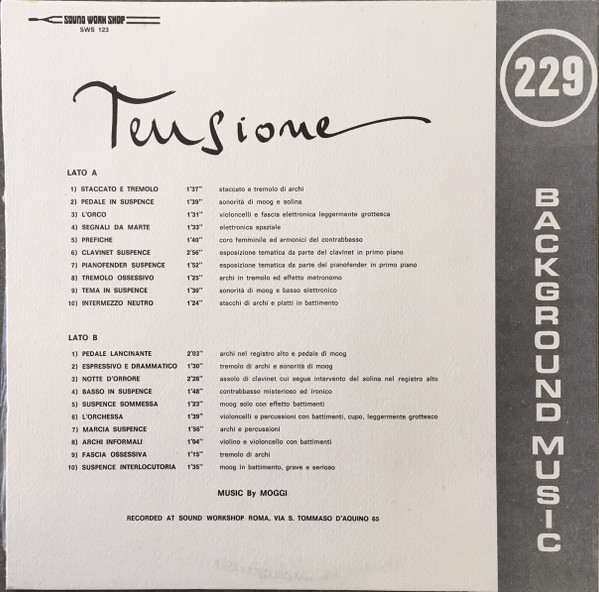 SOUND WORK SHOP
SWS 123
229
Tensione
LATO A
1) STACCATO E TREMOLO 1'37" staccato e tremolo di archi
2) PEDALE IN SUSPENCE 1'39" sonorità di moog e solina
3) L'ORCO 1'31" violoncelli e fascia elettronica leggermente grottesca
4) SEGNALI DA MARTE 1'33" elettronica spaziale
5) PREFICHE 1'40" coro femminile ed armonici del contrabbasso
6) CLAVINET SUSPENCE 2'56" esposizione tematica da parte del clavinet in primo piano
7) PIANOFENDER SUSPENCE 1'52" esposizione tematica da parte del pianofender in primo piano
8) TREMOLO OSSESSIVO 1'25" archi in tremolo ed effetto metronomo
9) TEMA IN SUSPENCE 1'30" sonorità di moog e basso elettronico
10) INTERMEZZO NEUTRO 1'24" stacchi di archi e piatti in battimento
LATO B
1) PEDALE LANCINANTE 2'03" archi nel registro alto e pedale di moog
2) ESPRESSIVO E DRAMMATICO 1'30" tremolo di archi e sonorità di moog
3) NOTTE D'ORRORE 2'28" assolo di clavinet cui segue intervento del solina nel registro alto
4) BASSO IN SUSPENCE 1'48" contrabbasso misterioso ed ironico
5) SUSPENCE SOMMESSA 1'23" moog solo con effetto battimenti
6) L'ORCHESSA 1'39" violoncelli e percussioni con battimenti, cupo, leggermente grottesco
7) MARCIA SUSPENCE 1'56" archi e percussioni
8) ARCHI INFORMALI 1'04" violino e violoncello con battimenti
9) FASCIA OSSESSIVA 1'15" tremolo di archi
10) SUSPENCE INTERLOCUTORIA 1'35" moog in battimento, grave e serioso
MUSIC By MOGGI
RECORDED AT SOUND WORKSHOP ROMA, VIA S. TOMMASO D'AQUINO 65
BACKGROUND MUSIC